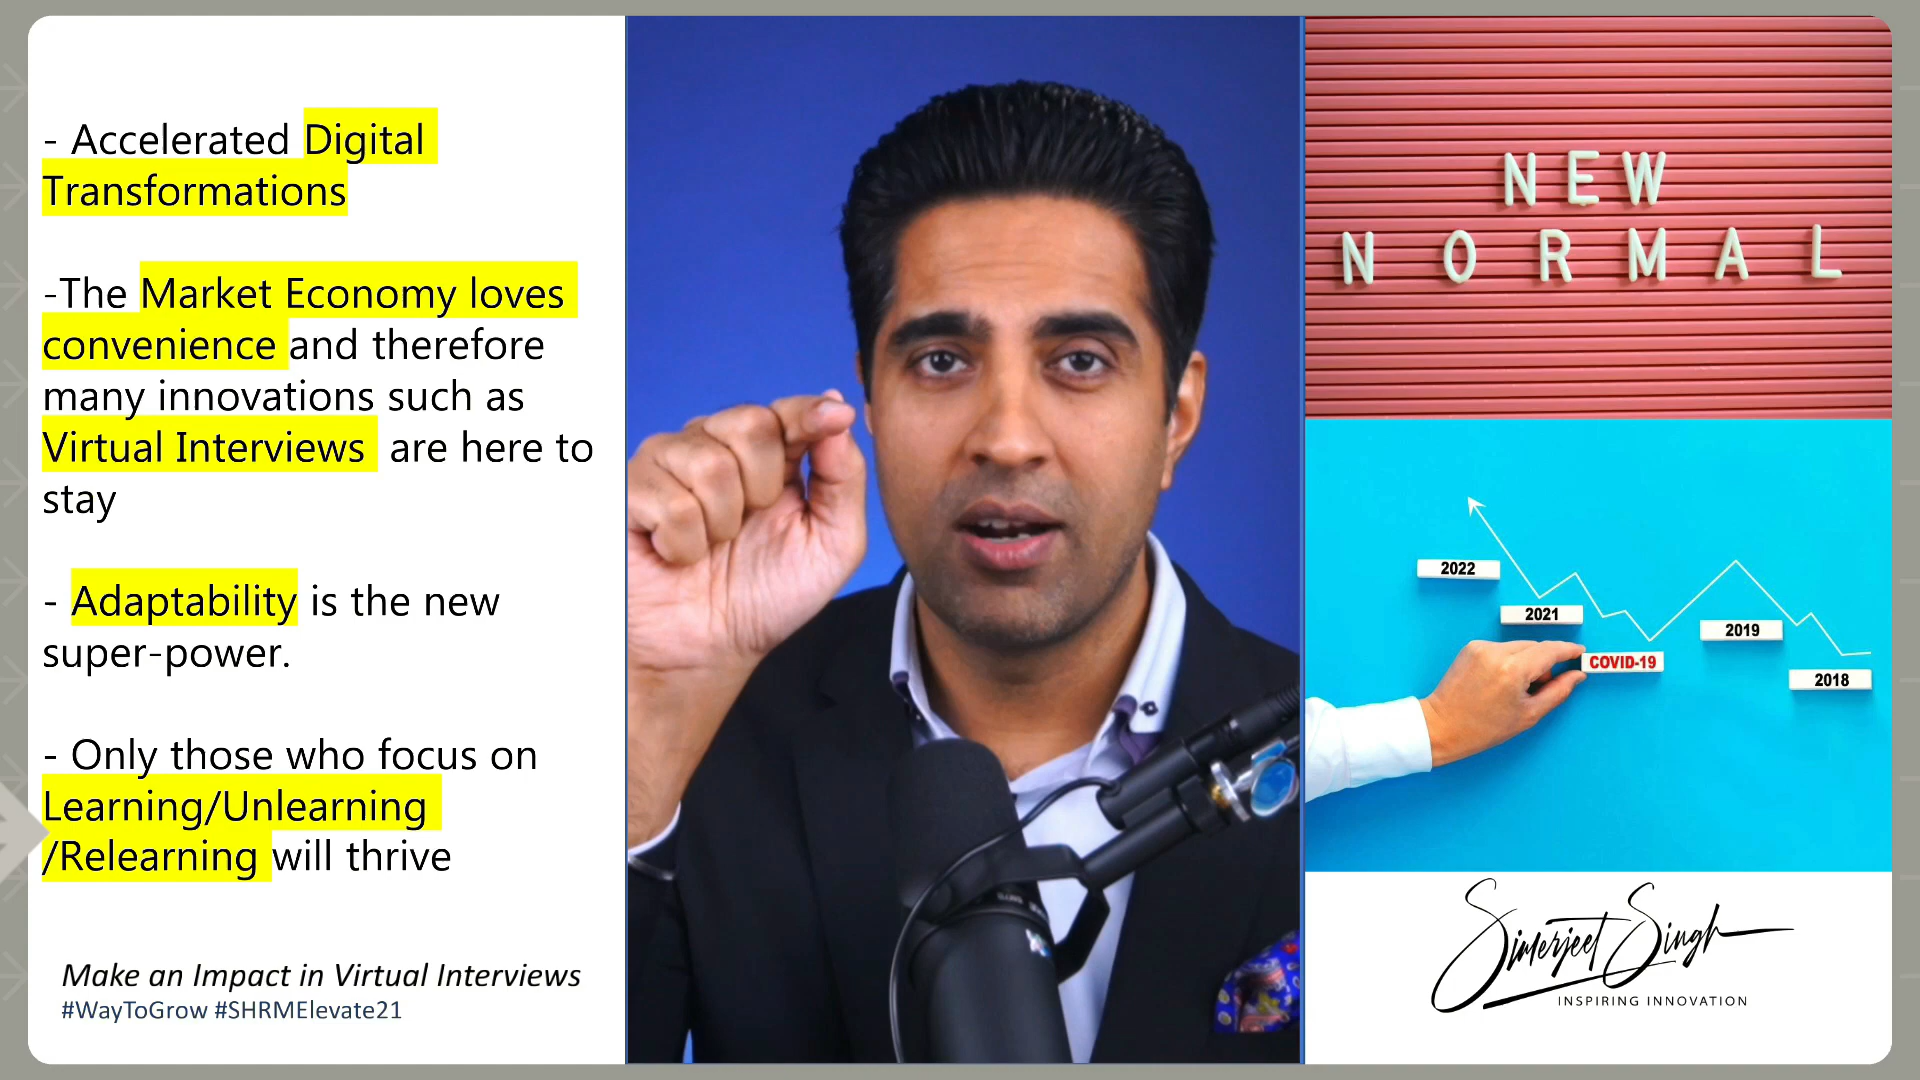 - Accelerated Digital
Transformations
-The Market Economy loves
convenience and therefore
many innovations such as
Virtual Interviews are here to
stay
- Adaptability is the new
super-power.
- Only those who focus on
Learning/Unlearning
/Relearning will thrive
Make an Impact in Virtual Interviews
#WayToGrow #SHRMElevate21
NEW
NORMAL
2022
2021
COVID-19
2019
2018
Simerjeet Singh
INSPIRING INNOVATION